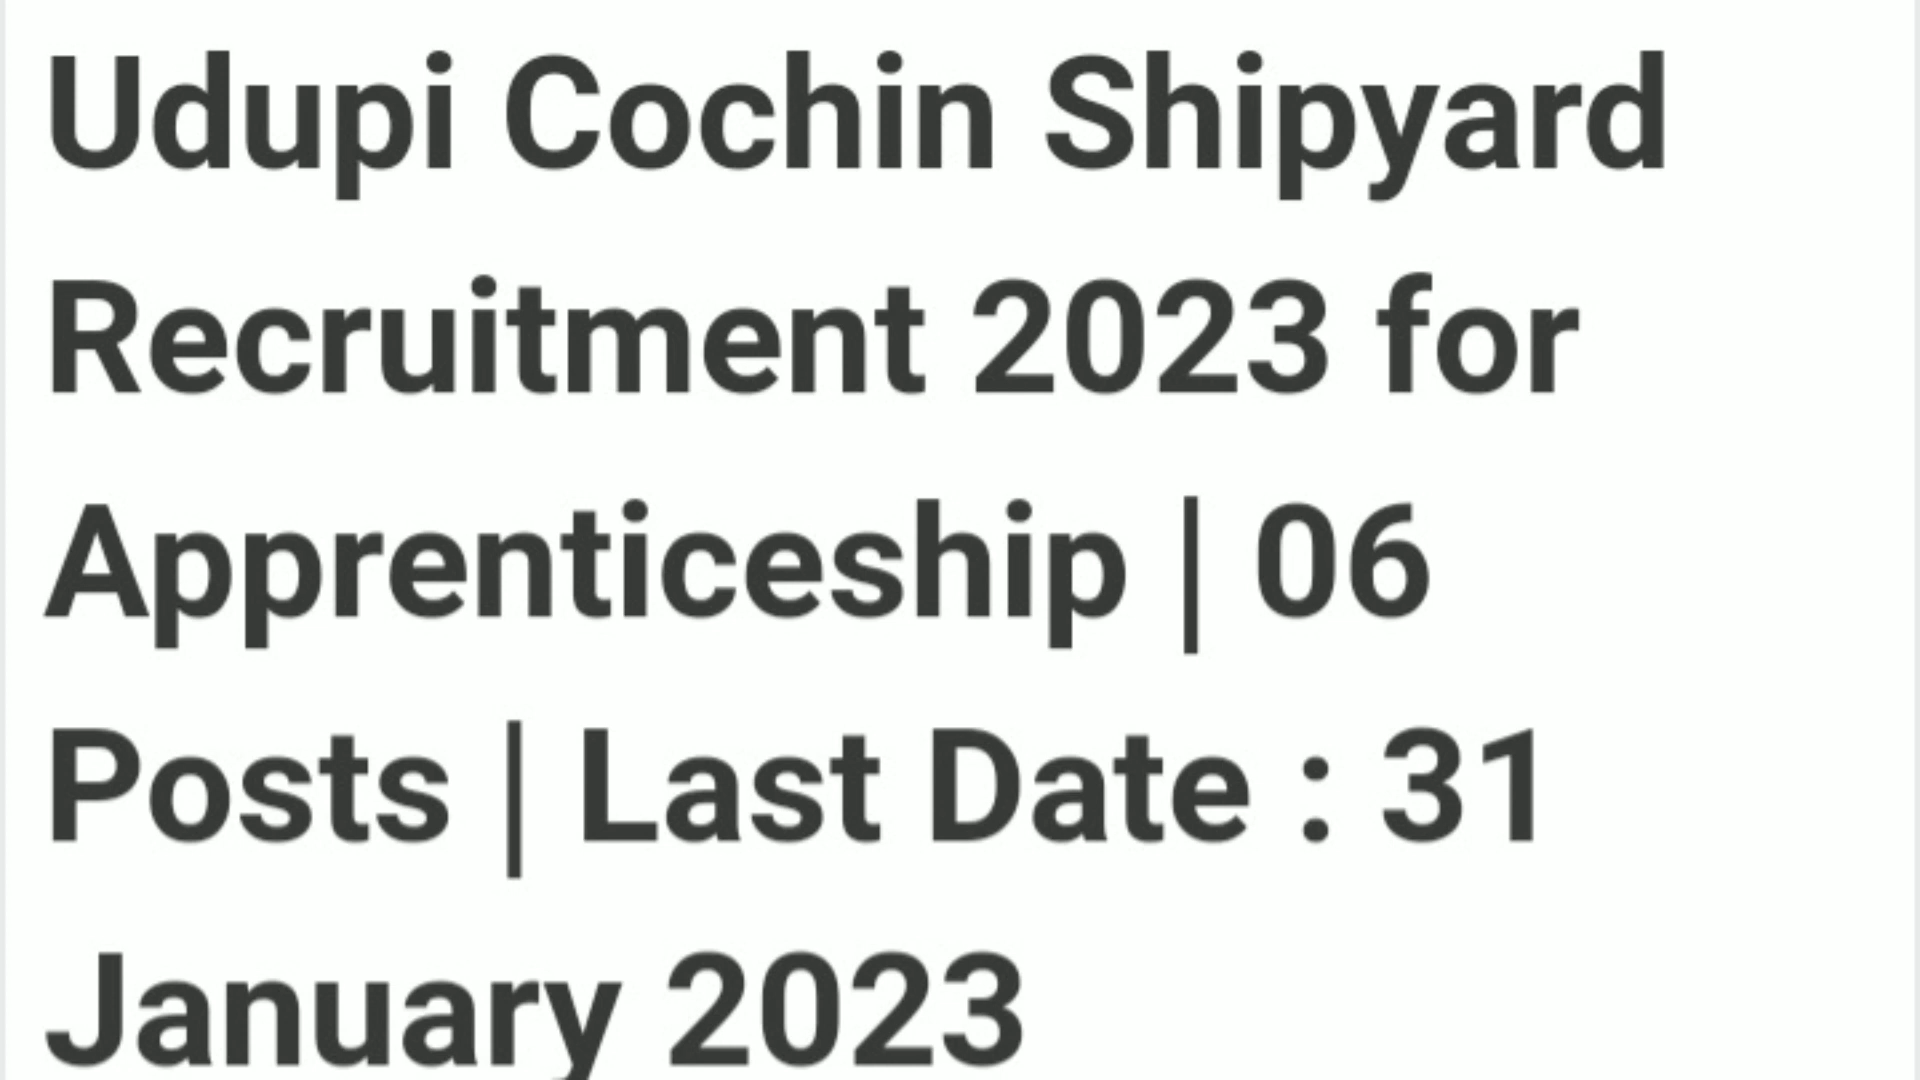 Udupi Cochin Shipyard
Recruitment 2023 for
Apprenticeship | 06
Posts | Last Date : 31
January 2023